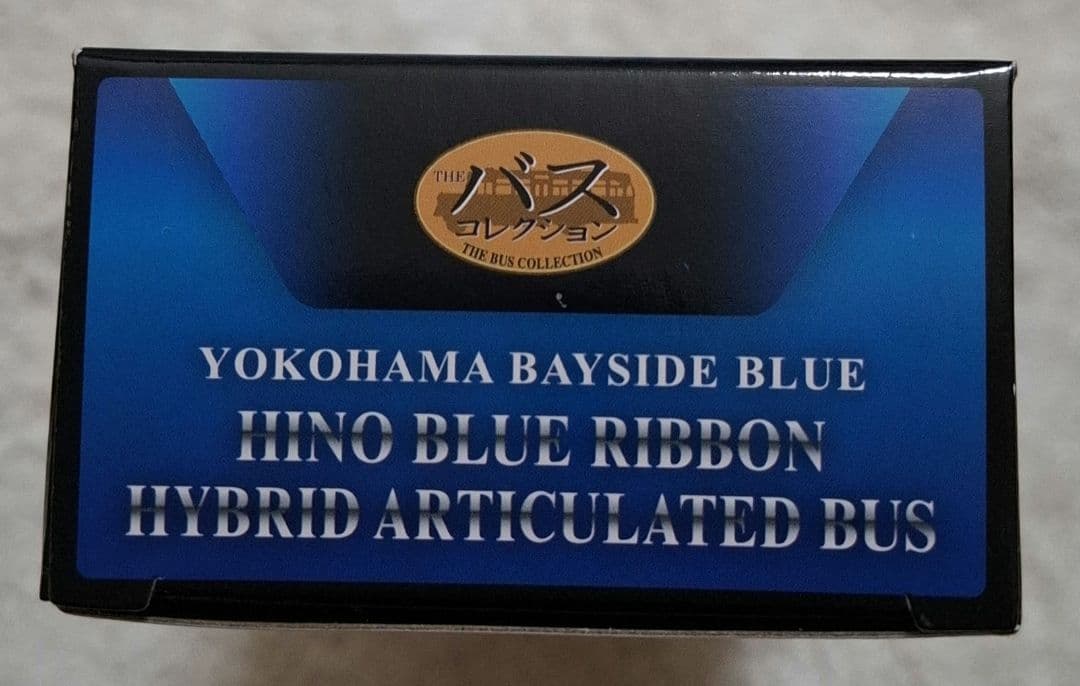 THE バス
コレクション
THE BUS COLLECTION
YOKOHAMA BAYSIDE BLUE
HINO BLUE RIBBON
HYBRID ARTICULATED BUS